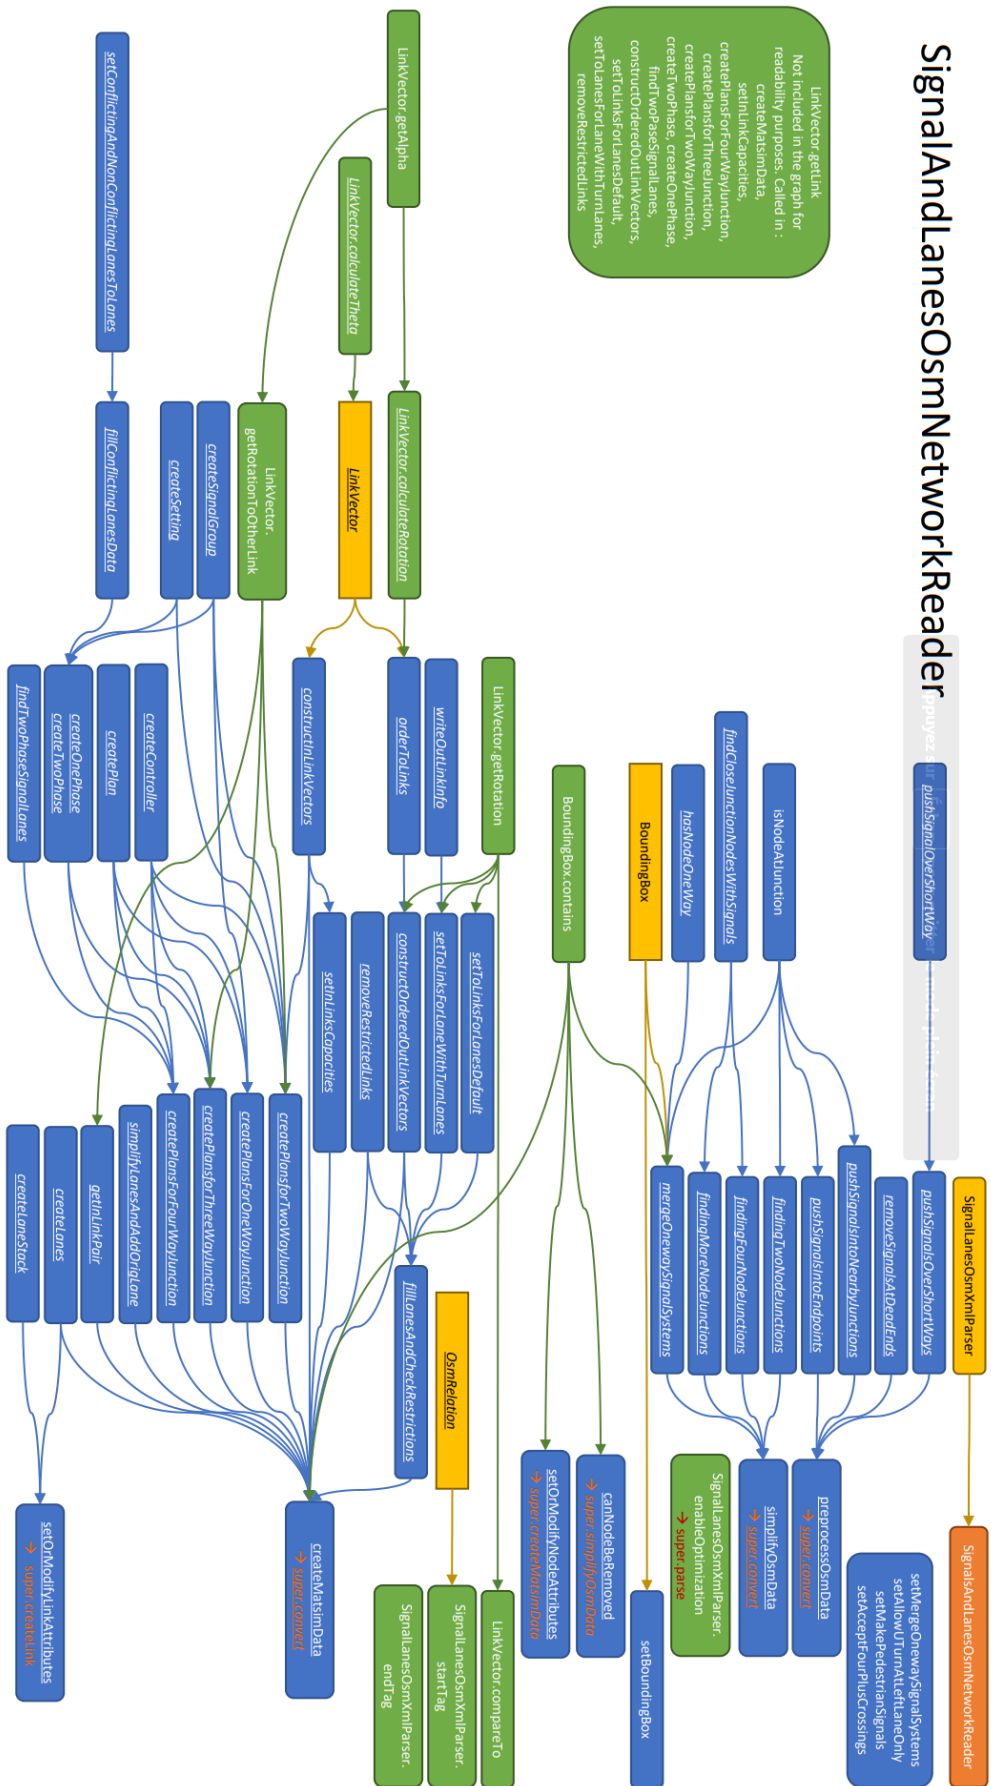 SignalAndLanesOsmNetworkReader
LinkVector.getLink
Not included in the graph for
readability purposes. Called in :
createMatsimData,
setInLinkCapacities,
createPlansForFourWayJunction,
createPlansforThreeJunction,
createPlansforTwoWayJunction,
createTwoPhase, createOnePhase,
findTwoPaseSignalLanes,
constructOrderedOutLinkVectors,
setToLinksForLanesDefault,
setToLanesForLaneWithTurnLanes,
removeRestrictedLinks
LinkVector.getAlpha
LinkVector.calculateTheta
setConflictingAndNonConflictingLanesToLanes
LinkVector.calculateRotation
LinkVector
LinkVector.
getRotationToOtherLink
createSignalGroup
createSetting
fillConflictingLanesData
ppuyez sur
pushSignalOverShortWay
isNodeAtJunction
findCloseJunctionNodesWithSignals
hasNodeOneWay
BoundingBox
BoundingBox.contains
LinkVector.getRotation
writeOutLinkInfo
orderToLinks
constructInLinkVectors
createController
createPlan
createOnePhase
createTwoPhase
findTwoPhaseSignalLanes
SignalLanesOsmXmlParser
pushSignalsOverShortWays
removeSignalsAtDeadEnds
pushSignalsIntoNearbyJunctions
pushSignalsIntoEndpoints
findingTwoNodeJunctions
findingFourNodeJunctions
findingMoreNodeJunctions
mergeOnewaySignalSystems
setToLinksForLanesDefault
setToLinksForLaneWithTurnLanes
constructOrderedOutLinkVectors
removeRestrictedLinks
setInLinksCapacities
createPlansforTwoWayJunction
createPlansForOneWayJunction
createPlansforThreeWayJunction
createPlansForFourWayJunction
simplifyLanesAndAddOrigLane
getInLinkPair
createLanes
createLaneStack
OsmRelation
fillLanesAndCheckRestrictions
SignalsAndLanesOsmNetworkReader
setMergeOnewaySignalSystems
setAllowUTurnAtLeftLaneOnly
setMakePedestrianSignals
setAcceptFourPlusCrossings
preprocessOsmData
→ super.convert
simplifyOsmData
→ super.convert
SignalLanesOsmXmlParser.
enableOptimization
→ super.parse
setBoundingBox
canNodeBeRemoved
→ super.simplifyOsmData
setOrModifyNodeAttributes
→ super.createMatsimData
LinkVector.compareTo
SignalLanesOsmXmlParser.
startTag
SignalLanesOsmXmlParser.
endTag
createMatsimData
→ super.convert
setOrModifyLinkAttributes
→ super.createLink